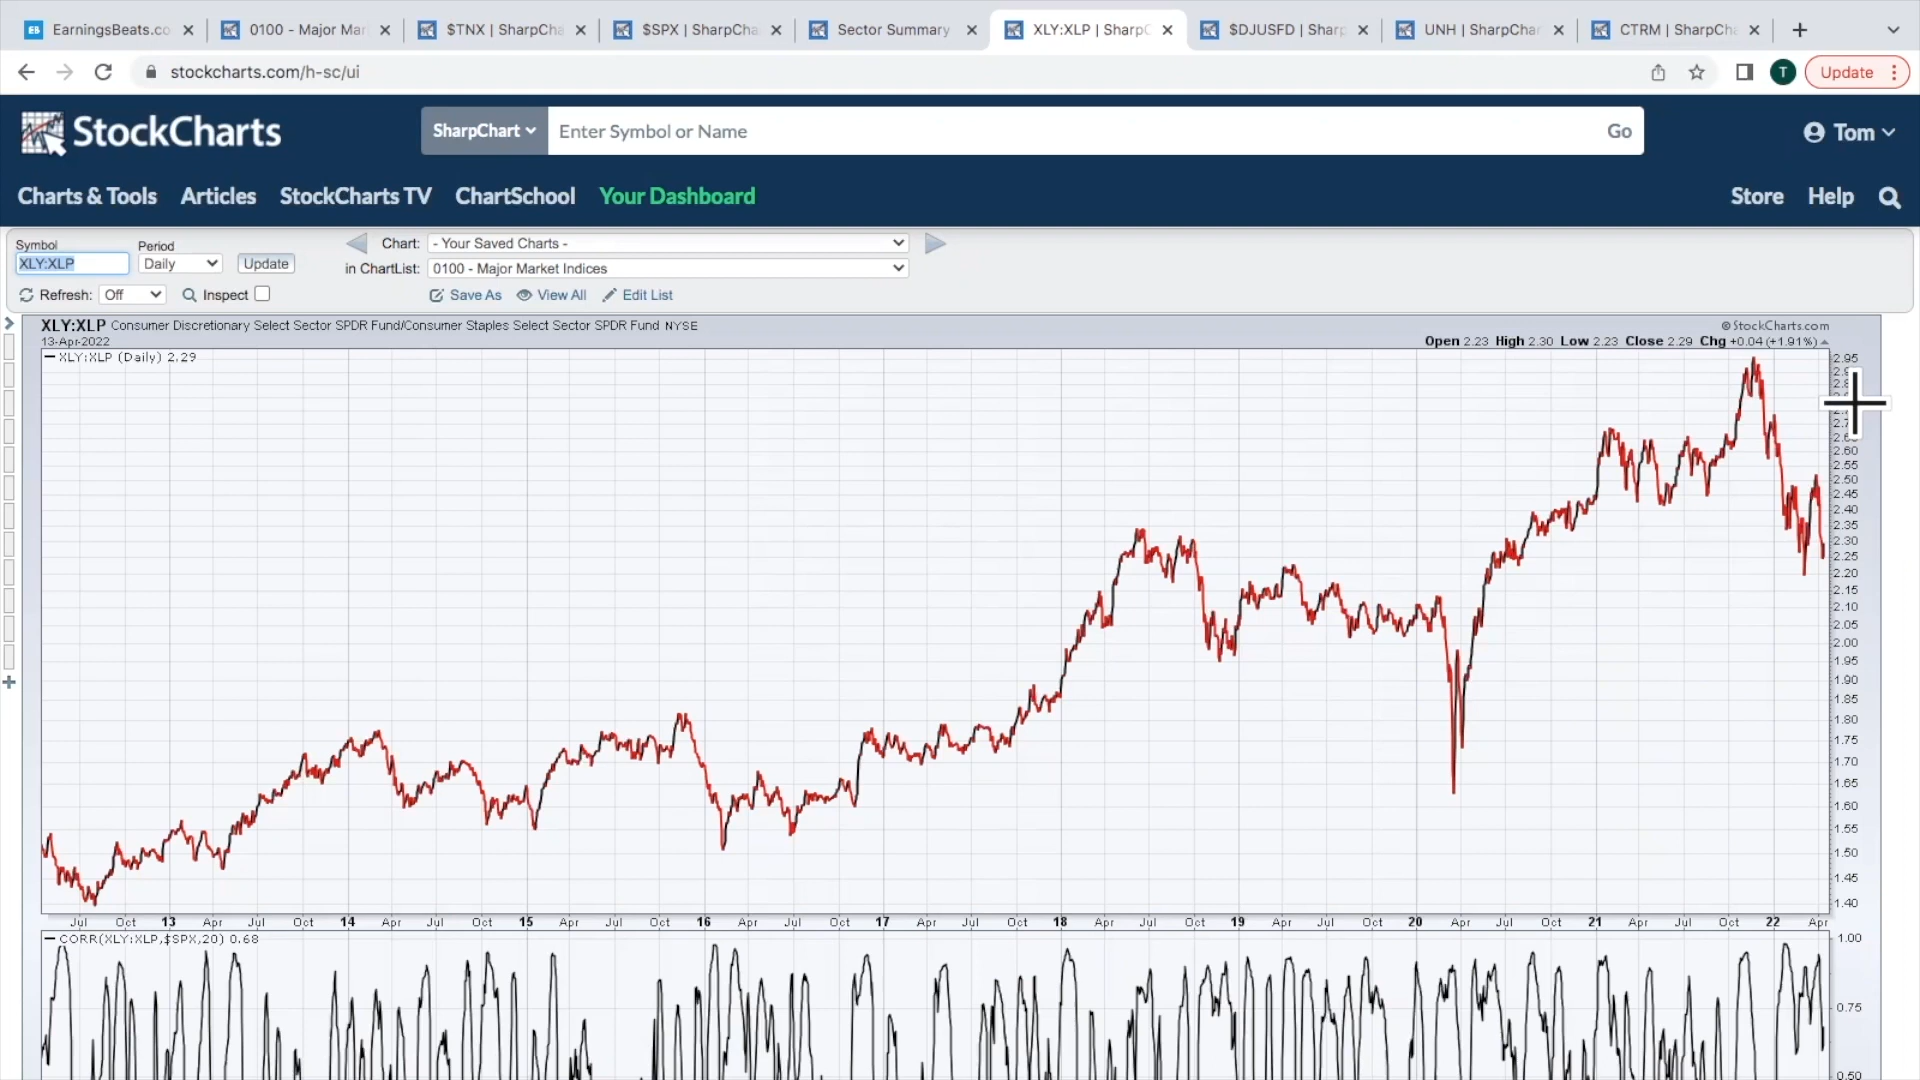 EarningsBeats.co
0100 - Major Mar
$TNX | SharpCha
$SPX | SharpCha
Sector Summary
XLY:XLP | SharpC
$DJUSFD | Sharp
UNH | SharpChar
CTRM | SharpCha
stockcharts.com/h-sc/ui
T
Update
StockCharts
SharpChart
Enter Symbol or Name
Go
Tom
Charts & Tools
Articles
StockCharts TV
ChartSchool
Your Dashboard
Store
Help
Symbol
Period
XLY:XLP
Daily
Update
Chart:
- Your Saved Charts -
in ChartList:
0100 - Major Market Indices
Refresh:
Off
Inspect
Save As
View All
Edit List
XLY:XLP Consumer Discretionary Select Sector SPDR Fund/Consumer Staples Select Sector SPDR Fund NYSE
© StockCharts.com
13-Apr-2022
Open 2.23 High 2.30 Low 2.23 Close 2.29 Chg +0.04 (+1.91%)
XLY:XLP (Daily) 2.29
2.95
2.60
2.55
2.50
2.45
2.40
2.35
2.30
2.25
2.20
2.15
2.10
2.05
2.00
1.95
1.90
1.85
1.80
1.75
1.70
1.65
1.60
1.55
1.50
1.45
1.40
Jul Oct 13 Apr Jul Oct 14 Apr Jul Oct 15 Apr Jul Oct 16 Apr Jul Oct 17 Apr Jul Oct 18 Apr Jul Oct 19 Apr Jul Oct 20 Apr Jul Oct 21 Apr Jul Oct 22 Apr
CORR(XLY:XLP,$SPX,20) 0.68
1.00
0.75
0.50